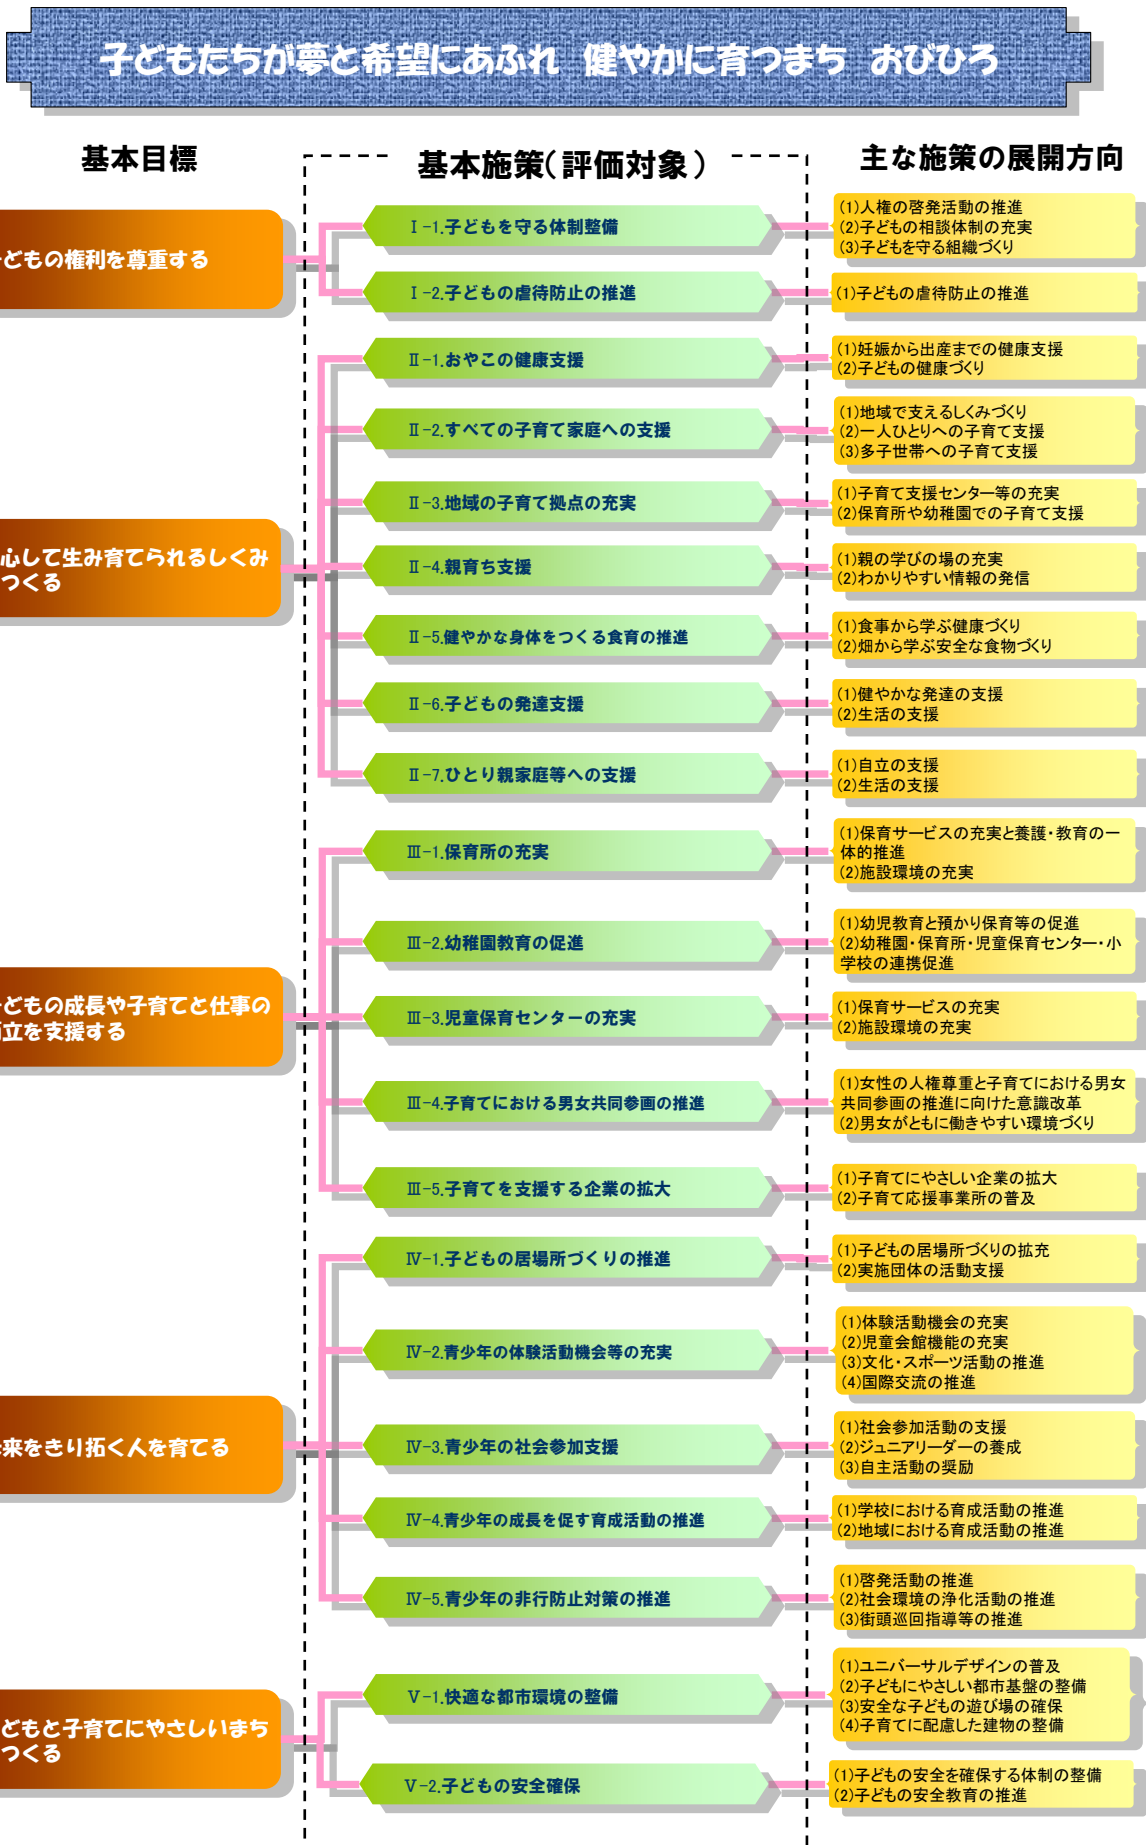 子どもたちが夢と希望にあふれ 健やかに育つまち おびひろ
基本目標
基本施策(評価対象)
主な施策の展開方向
どもの権利を尊重する
Ⅰ-1.子どもを守る体制整備
(1)人権の啓発活動の推進
(2)子どもの相談体制の充実
(3)子どもを守る組織づくり
Ⅰ-2.子どもの虐待防止の推進
(1)子どもの虐待防止の推進
心して生み育てられるしくみ
つくる
Ⅱ-1.おやこの健康支援
(1)妊娠から出産までの健康支援
(2)子どもの健康づくり
Ⅱ-2.すべての子育て家庭への支援
(1)地域で支えるしくみづくり
(2)一人ひとりへの子育て支援
(3)多子世帯への子育て支援
Ⅱ-3.地域の子育て拠点の充実
(1)子育て支援センター等の充実
(2)保育所や幼稚園での子育て支援
Ⅱ-4.親育ち支援
(1)親の学びの場の充実
(2)わかりやすい情報の発信
Ⅱ-5.健やかな身体をつくる食育の推進
(1)食事から学ぶ健康づくり
(2)畑から学ぶ安全な食物づくり
Ⅱ-6.子どもの発達支援
(1)健やかな発達の支援
(2)生活の支援
Ⅱ-7.ひとり親家庭等への支援
(1)自立の支援
(2)生活の支援
どもの成長や子育てと仕事の
立を支援する
Ⅲ-1.保育所の充実
(1)保育サービスの充実と養護・教育の一
体的推進
(2)施設環境の充実
Ⅲ-2.幼稚園教育の促進
(1)幼児教育と預かり保育等の促進
(2)幼稚園・保育所・児童保育センター・小
学校の連携促進
Ⅲ-3.児童保育センターの充実
(1)保育サービスの充実
(2)施設環境の充実
Ⅲ-4.子育てにおける男女共同参画の推進
(1)女性の人権尊重と子育てにおける男女
共同参画の推進に向けた意識改革
(2)男女がともに働きやすい環境づくり
Ⅲ-5.子育てを支援する企業の拡大
(1)子育てにやさしい企業の拡大
(2)子育て応援事業所の普及
来をきり拓く人を育てる
Ⅳ-1.子どもの居場所づくりの推進
(1)子どもの居場所づくりの拡充
(2)実施団体の活動支援
Ⅳ-2.青少年の体験活動機会等の充実
(1)体験活動機会の充実
(2)児童会館機能の充実
(3)文化・スポーツ活動の推進
(4)国際交流の推進
Ⅳ-3.青少年の社会参加支援
(1)社会参加活動の支援
(2)ジュニアリーダーの養成
(3)自主活動の奨励
Ⅳ-4.青少年の成長を促す育成活動の推進
(1)学校における育成活動の推進
(2)地域における育成活動の推進
Ⅳ-5.青少年の非行防止対策の推進
(1)啓発活動の推進
(2)社会環境の浄化活動の推進
(3)街頭巡回指導等の推進
どもと子育てにやさしいまち
つくる
Ⅴ-1.快適な都市環境の整備
(1)ユニバーサルデザインの普及
(2)子どもにやさしい都市基盤の整備
(3)安全な子どもの遊び場の確保
(4)子育てに配慮した建物の整備
Ⅴ-2.子どもの安全確保
(1)子どもの安全を確保する体制の整備
(2)子どもの安全教育の推進